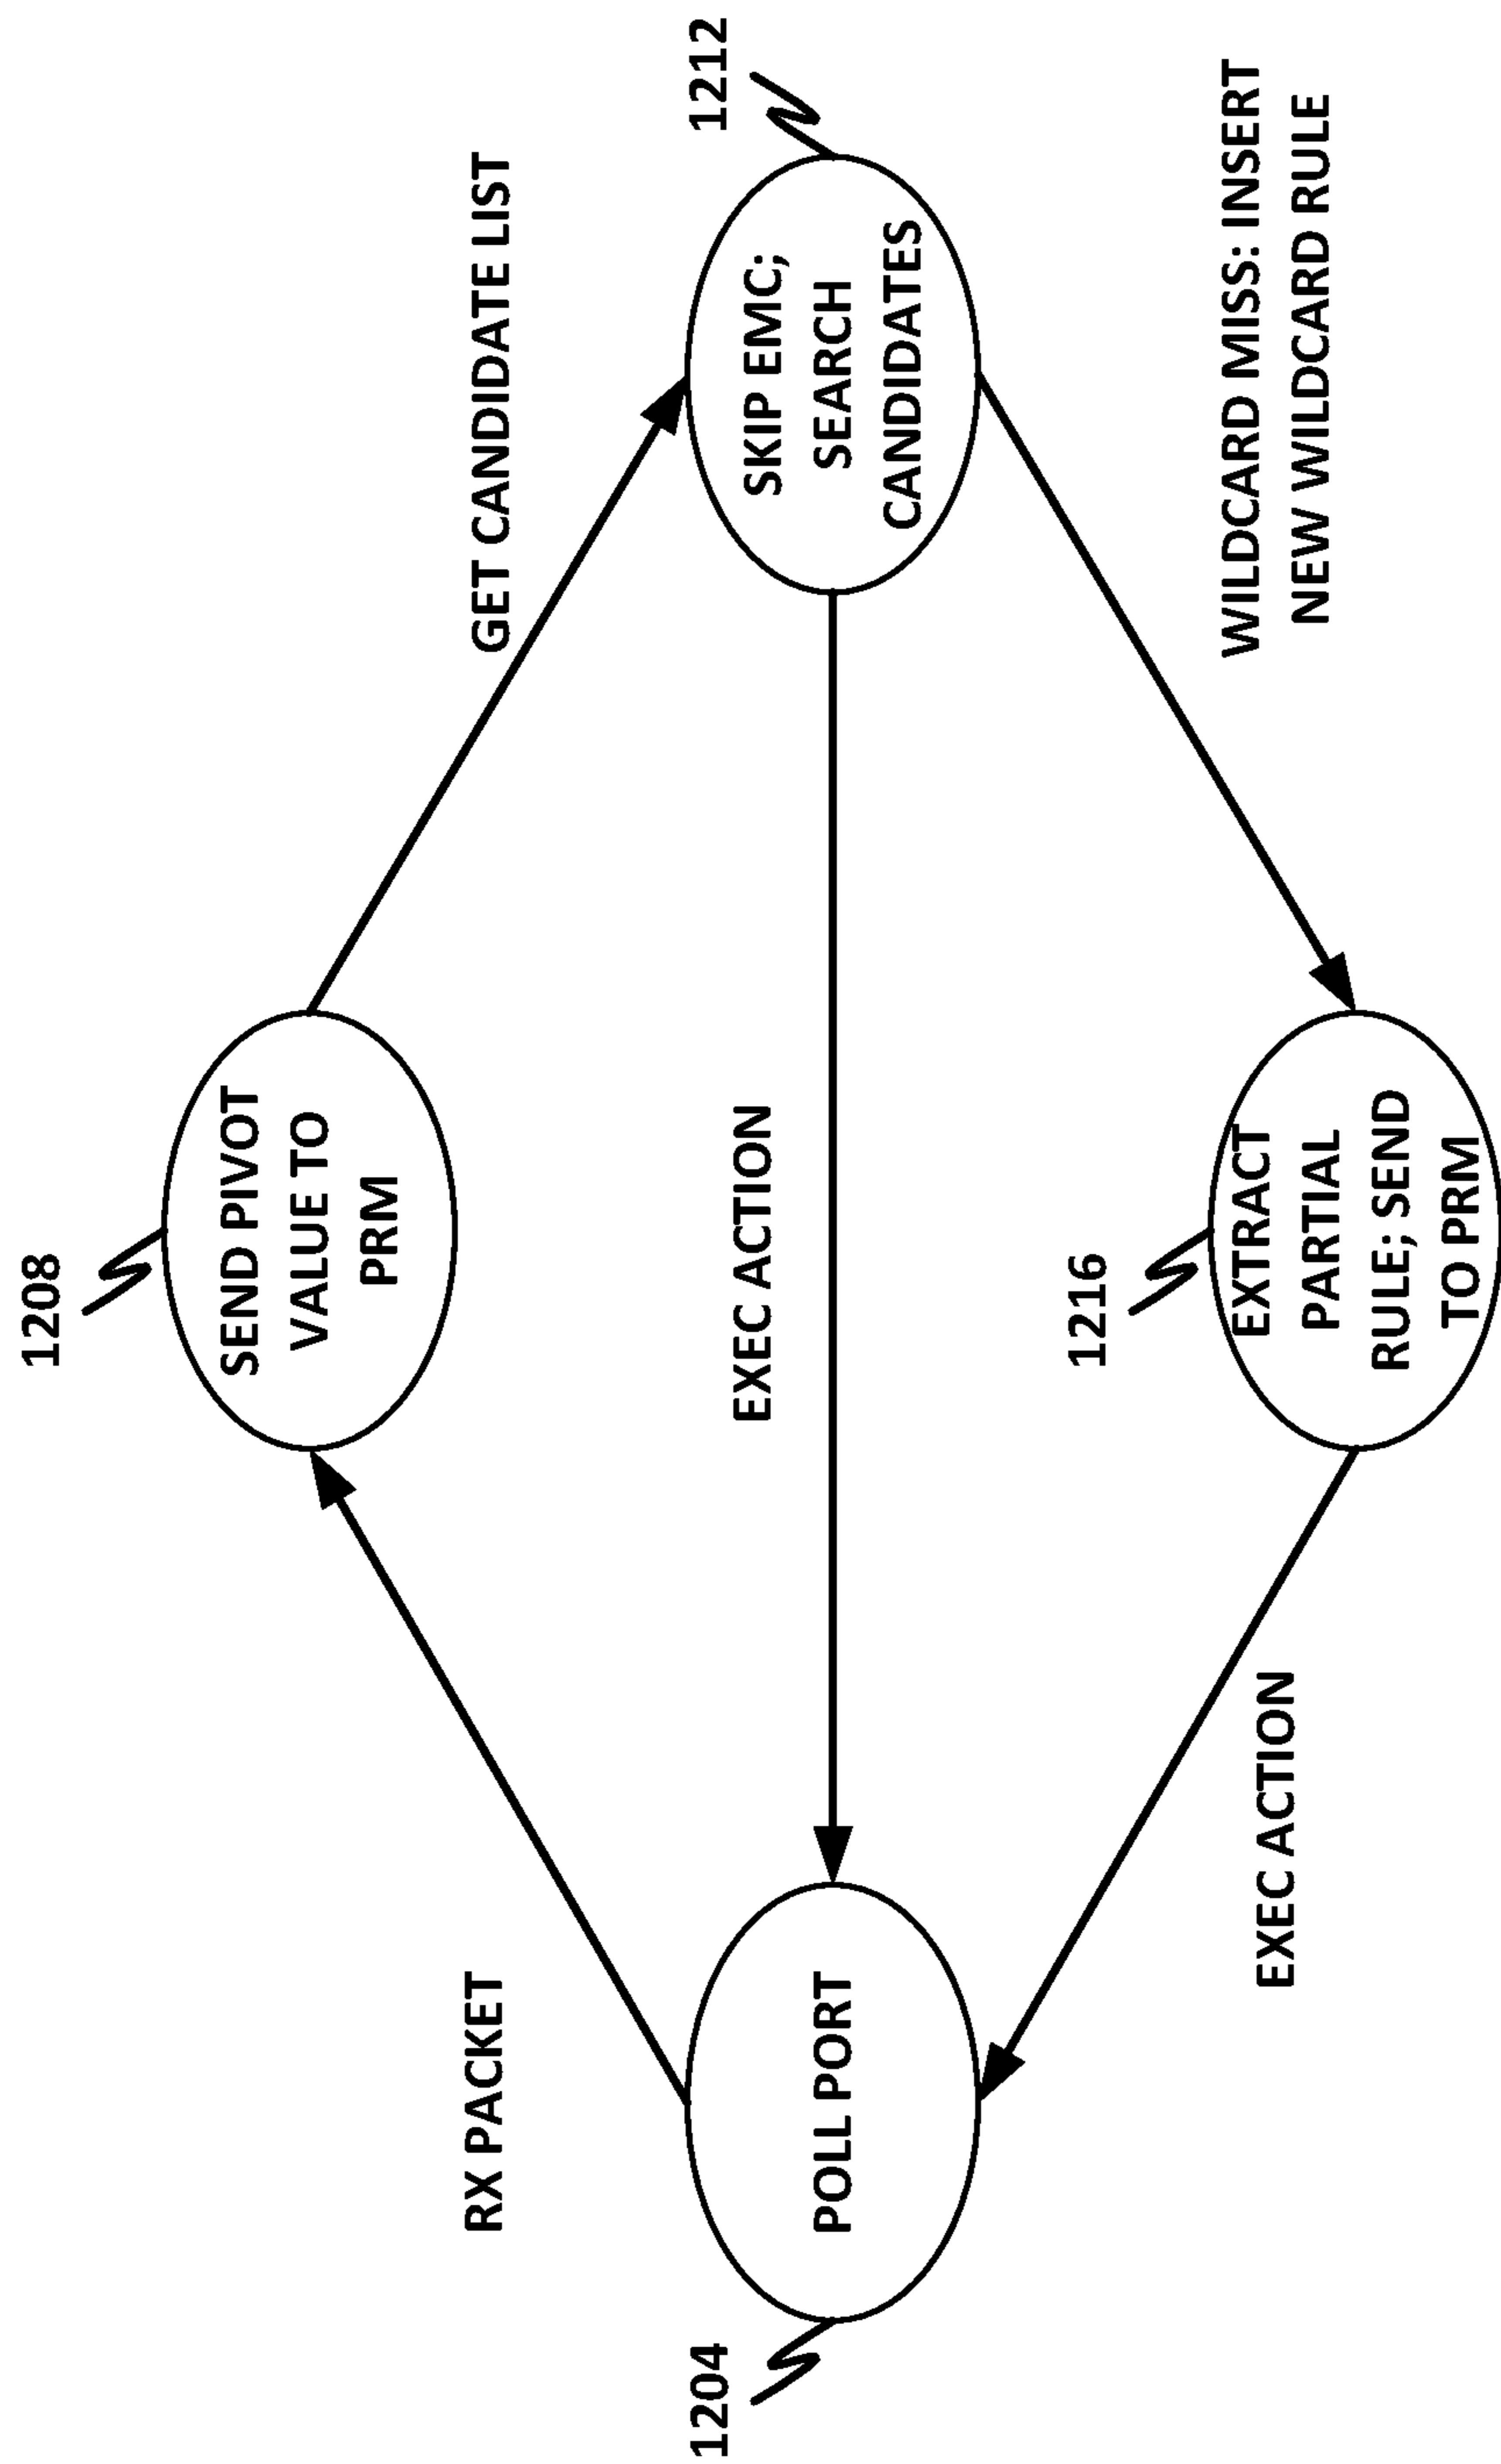 1208
SEND PIVOT
VALUE TO
PRM
RX PACKET
GET CANDIDATE LIST
1204
POLL PORT
EXEC ACTION
1212
SKIP EMC;
SEARCH
CANDIDATES
1216
EXTRACT
PARTIAL
RULE; SEND
TO PRM
EXEC ACTION
WILDCARD MISS: INSERT
NEW WILDCARD RULE